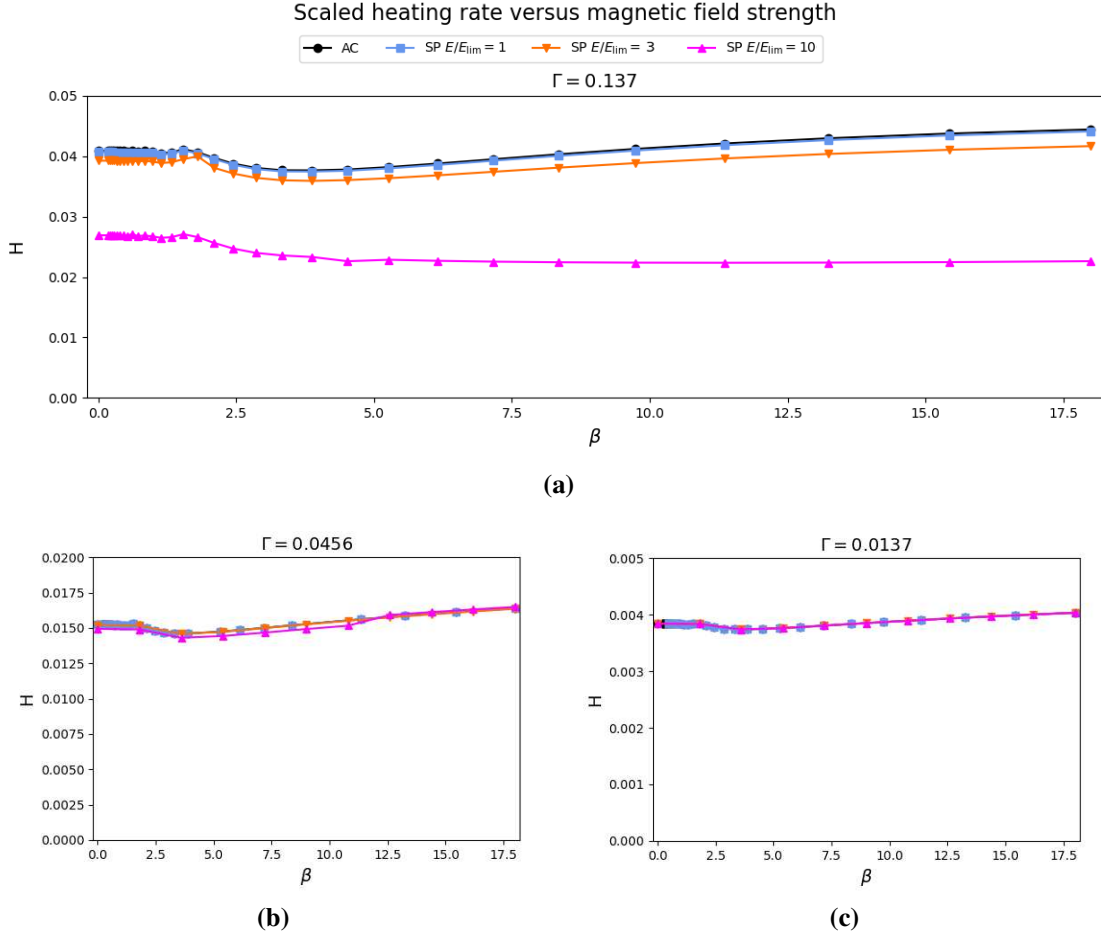 Scaled heating rate versus magnetic field strength
AC SP E/E_lim = 1 SP E/E_lim = 3 SP E/E_lim = 10
Γ = 0.137
0.05
0.04
0.03
0.02
0.01
0.00
H
0.0 2.5 5.0 7.5 10.0 12.5 15.0 17.5
β
(a)
Γ = 0.0456
0.0200
0.0175
0.0150
0.0125
0.0100
0.0075
0.0050
0.0025
0.0000
H
0.0 2.5 5.0 7.5 10.0 12.5 15.0 17.5
β
(b)
Γ = 0.0137
0.005
0.004
0.003
0.002
0.001
0.000
H
0.0 2.5 5.0 7.5 10.0 12.5 15.0 17.5
β
(c)